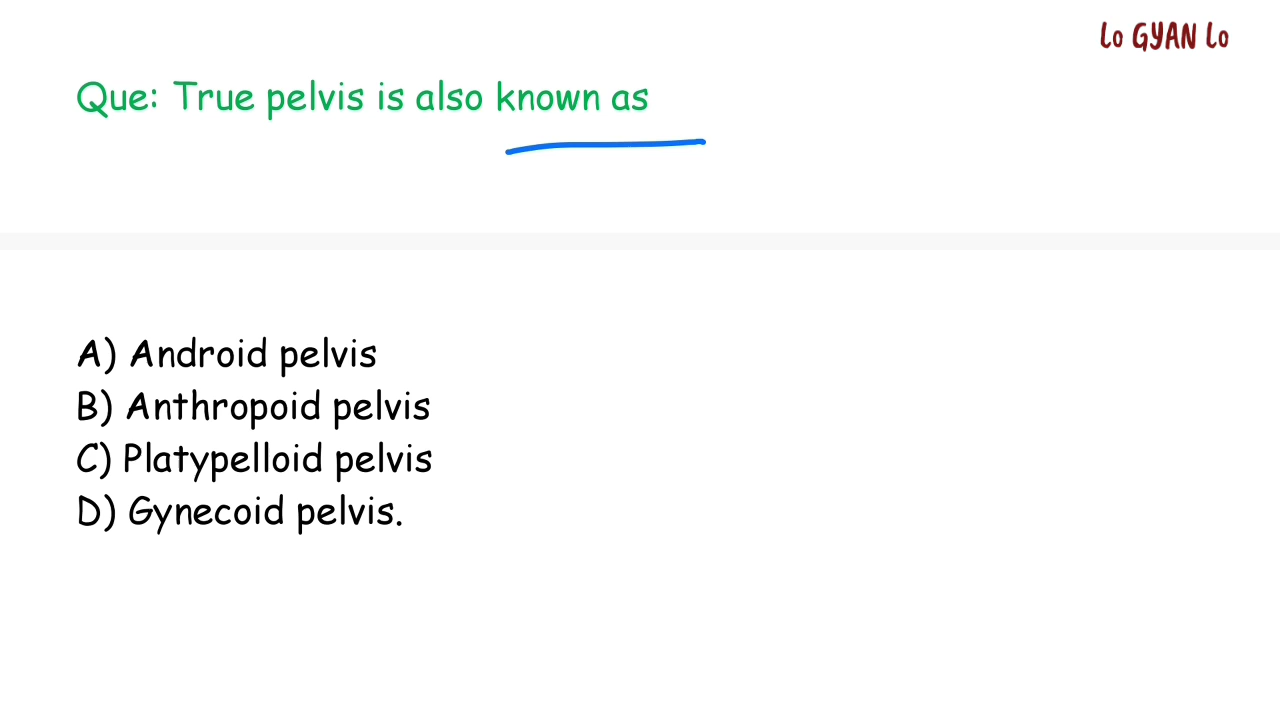 Lo GYAN Lo
Que: True pelvis is also known as
A) Android pelvis
B) Anthropoid pelvis
C) Platypelloid pelvis
D) Gynecoid pelvis.